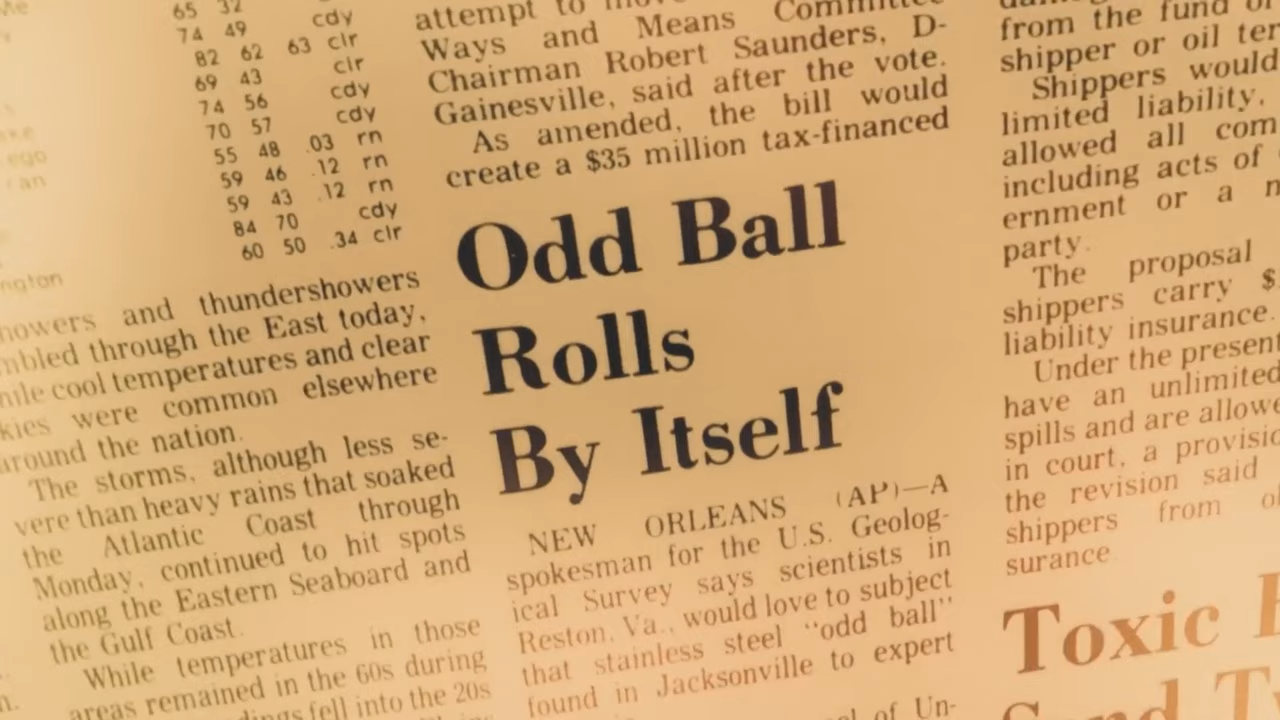 65 32
74 49 cdy
82 62 63 clr
69 43 clr
74 56 cdy
70 57 cdy
55 48 .03 rn
59 46 .12 rn
59 43 .12 rn
84 70 cdy
60 50 .34 clr
and thundershowers
through the East today,
cool temperatures and clear
were common elsewhere
around the nation.
The storms, although less se-
vere than heavy rains that soaked
the Atlantic Coast through
Monday, continued to hit spots
along the Eastern Seaboard and
the Gulf Coast.
While temperatures in those
areas remained in the 60s during
fell into the 20s
attempt to
Ways and Means Committee
Chairman Robert Saunders, D-
Gainesville, said after the vote.
As amended, the bill would
create a $35 million tax-financed
Odd Ball
Rolls
By Itself
NEW ORLEANS (AP)—A
spokesman for the U.S. Geolog-
ical Survey says scientists in
Reston, Va., would love to subject
that stainless steel "odd ball"
found in Jacksonville to expert
of Un-
from the fund or
shipper or oil ter
Shippers would
limited liability,
allowed all com
including acts of
ernment or a
party.
The proposal
shippers carry $
liability insurance.
Under the present
have an unlimited
spills and are allowe
in court, a provisio
the revision said
shippers from
surance.
Toxic